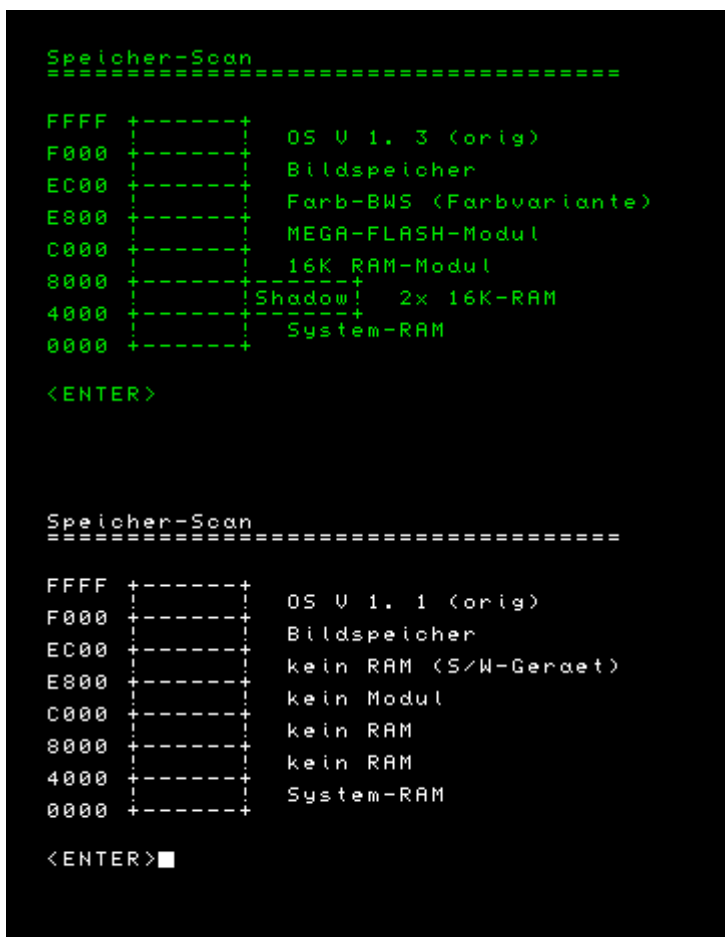 Speicher-Scan
====================================
FFFF +------+
OS V 1. 3 (orig)
F000 +------+
Bildspeicher
EC00 +------+
Farb-BWS (Farbvariante)
E800 +------+
MEGA-FLASH-Modul
C000 +------+
16K RAM-Modul
8000 +------+------+
Shadow! 2x 16K-RAM
4000 +------+------+
System-RAM
0000 +------+
<ENTER>
Speicher-Scan
====================================
FFFF +------+
OS V 1. 1 (orig)
F000 +------+
Bildspeicher
EC00 +------+
kein RAM (S/W-Geraet)
E800 +------+
kein Modul
C000 +------+
kein RAM
8000 +------+
kein RAM
4000 +------+
System-RAM
0000 +------+
<ENTER>